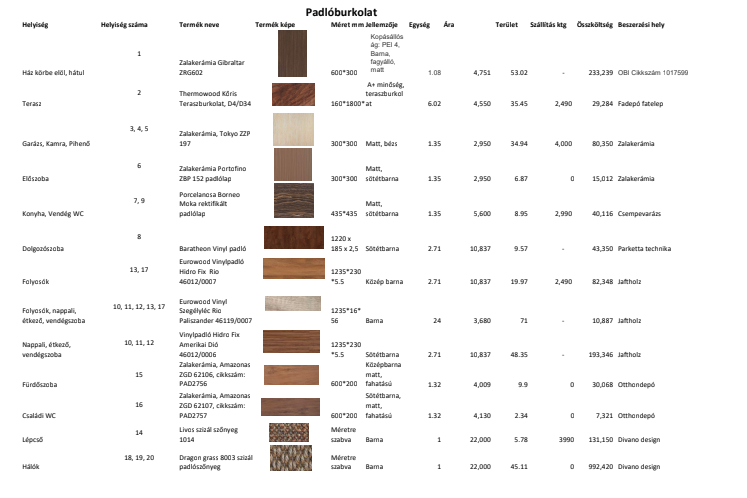 Padlóburkolat
Helyiség Helyiség száma Termék neve Termék képe Méret mm Jellemzője Egység Ára Terület Szállítás ktg Összköltség Beszerzési hely
Kopásállós
ág: PEI 4,
1 Barna,
Zalakerámia Gibraltar fagyálló,
Ház körbe elől, hátul ZRG602 600*300 matt 1.08 4,751 53.02 - 233,239 OBI Cikkszám 1017599
A+ minőség,
2 Thermowood Kőris teraszburkol
Terasz Teraszburkolat, D4/D34 160*1800* at 6.02 4,550 35.45 2,490 29,284 Fadepó fatelep
3, 4, 5
Zalakerámia, Tokyo ZZP
Garázs, Kamra, Pihenő 197 300*300 Matt, bézs 1.35 2,950 34.94 4,000 80,350 Zalakerámia
6
Zalakerámia Portofino Matt,
Előszoba ZBP 152 padlólap 300*300 sötétbarna 1.35 2,950 6.87 0 15,012 Zalakerámia
Porcelanosa Borneo
7, 9 Moka rektifikált Matt,
Konyha, Vendég WC padlólap 435*435 sötétbarna 1.35 5,600 8.95 2,990 40,116 Csempevarázs
8 1220 x
Dolgozószoba Baratheon Vinyl padló 185 x 2,5 Sötétbarna 2.71 10,837 9.57 - 43,350 Parketta technika
Eurowood Vinylpadló
13, 17 Hidro Fix Rio 1235*230
Folyosók 46012/0007 *5.5 Közép barna 2.71 10,837 19.97 2,490 82,348 Jaftholz
Eurowood Vinyl
10, 11, 12, 13, 17 Szegélyléc Rio 1235*16*
Folyosók, nappali,
étkező, vendégszoba Paliszander 46119/0007 56 Barna 24 3,680 71 - 10,887 Jaftholz
Vinylpadló Hidro Fix
Nappali, étkező, 10, 11, 12 Amerikai Dió 1235*230
vendégszoba 46012/0006 *5.5 Sötétbarna 2.71 10,837 48.35 - 193,346 Jaftholz
Zalakerámia, Amazonas Középbarna
15 ZGD 62106, cikkszám: matt,
Fürdőszoba PAD2756 600*200 fahatású 1.32 4,009 9.9 0 30,068 Otthondepó
Zalakerámia, Amazonas Sötétbarna,
16 ZGD 62107, cikkszám: matt,
Családi WC PAD2757 600*200 fahatású 1.32 4,130 2.34 0 7,321 Otthondepó
14 Livos szizál szőnyeg Méretre
Lépcső 1014 szabva Barna 1 22,000 5.78 3990 131,150 Divano design
18, 19, 20 Dragon grass 8003 szizál Méretre
Hálók padlószőnyeg szabva Barna 1 22,000 45.11 0 992,420 Divano design